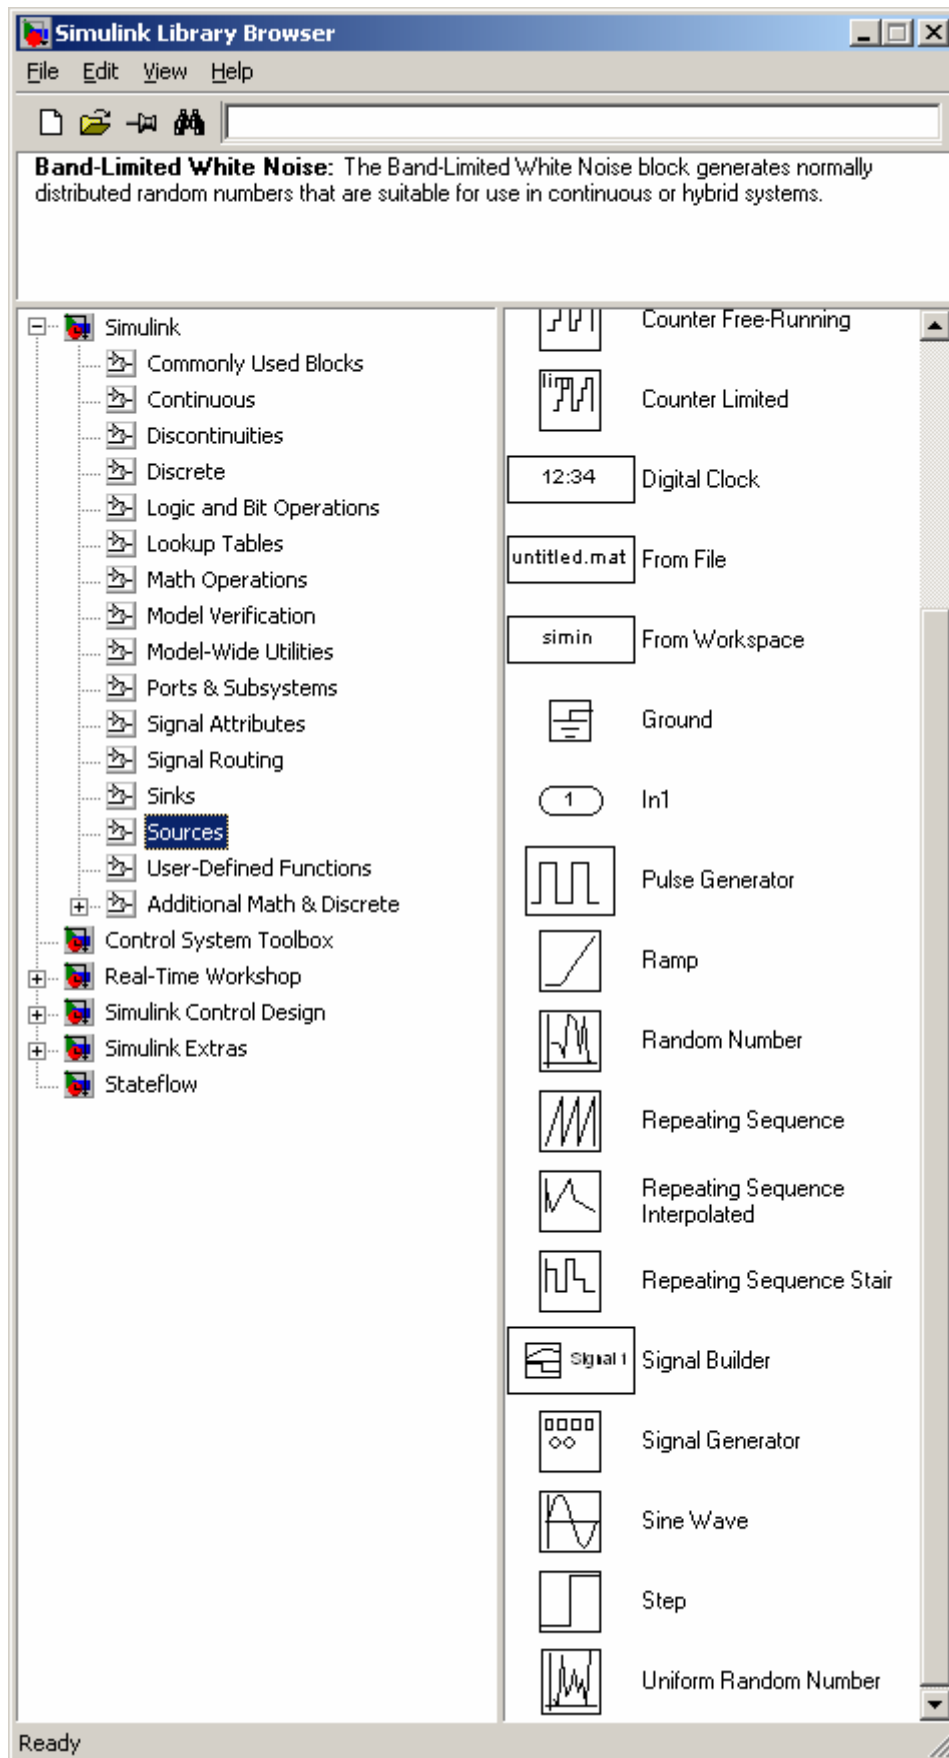 Simulink Library Browser
File Edit View Help
Band-Limited White Noise: The Band-Limited White Noise block generates normally
distributed random numbers that are suitable for use in continuous or hybrid systems.
Simulink
Commonly Used Blocks
Continuous
Discontinuities
Discrete
Logic and Bit Operations
Lookup Tables
Math Operations
Model Verification
Model-Wide Utilities
Ports & Subsystems
Signal Attributes
Signal Routing
Sinks
Sources
User-Defined Functions
Additional Math & Discrete
Control System Toolbox
Real-Time Workshop
Simulink Control Design
Simulink Extras
Stateflow
Counter Free-Running
lim Counter Limited
12:34 Digital Clock
untitled.mat From File
simin From Workspace
Ground
1 In1
Pulse Generator
Ramp
Random Number
Repeating Sequence
Repeating Sequence
Interpolated
Repeating Sequence Stair
Signal 1 Signal Builder
Signal Generator
Sine Wave
Step
Uniform Random Number
Ready